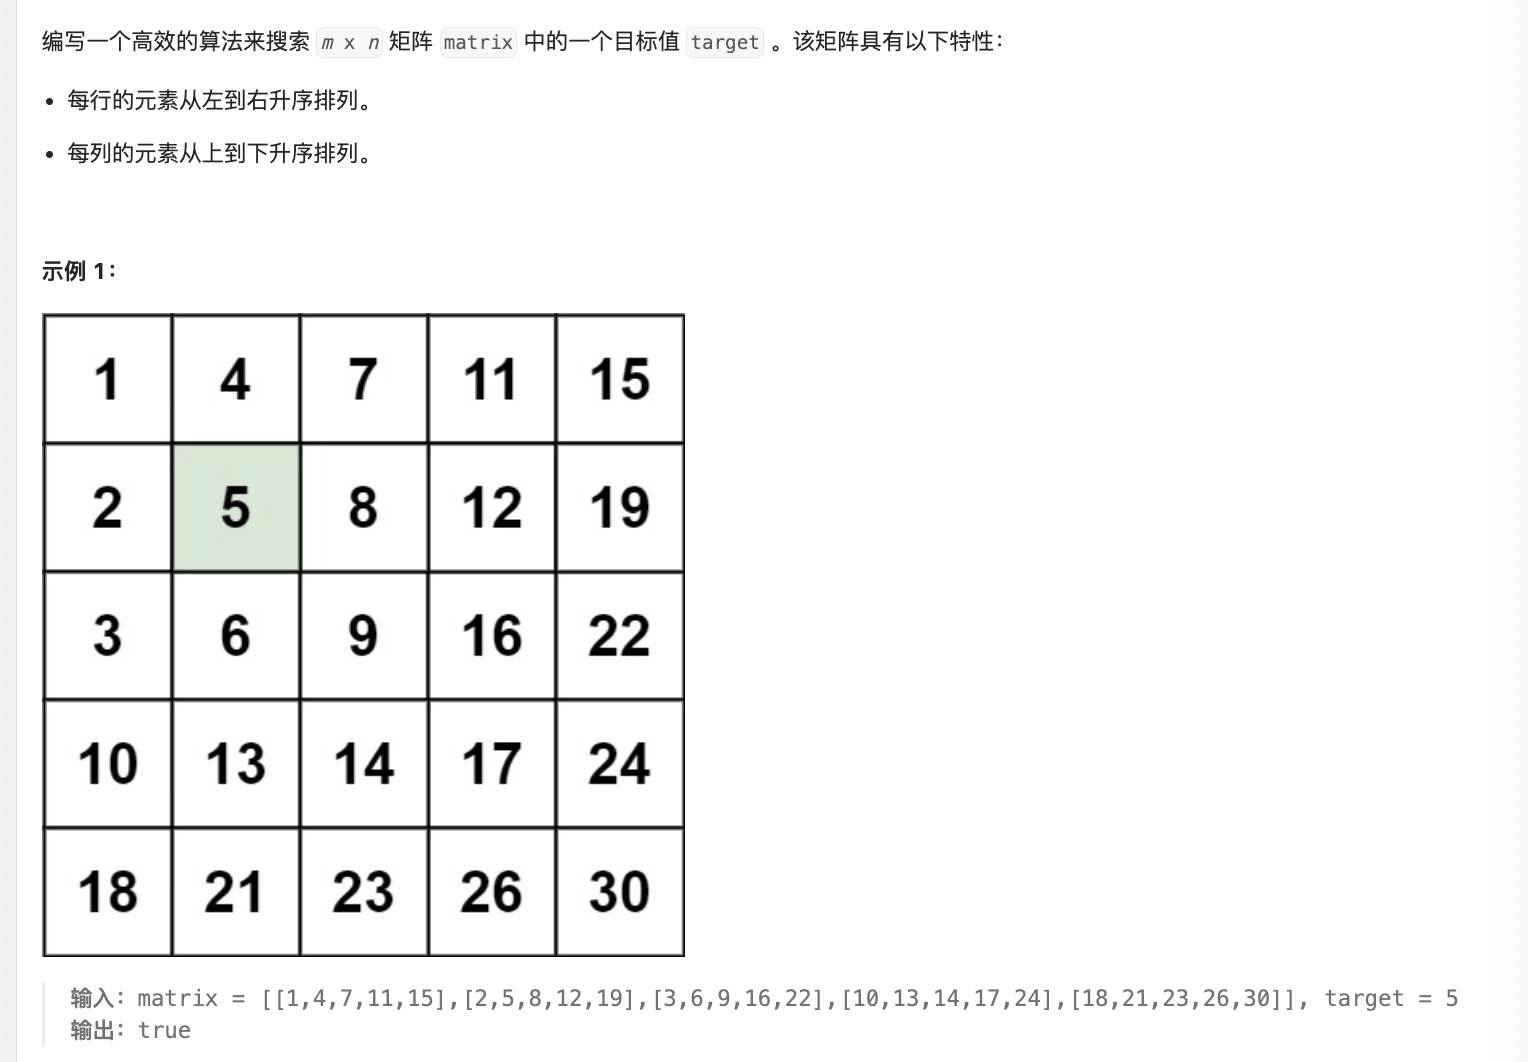 编写一个高效的算法来搜索 m x n 矩阵 matrix 中的一个目标值 target 。该矩阵具有以下特性：
• 每行的元素从左到右升序排列。
• 每列的元素从上到下升序排列。
示例 1：
1 4 7 11 15
2 5 8 12 19
3 6 9 16 22
10 13 14 17 24
18 21 23 26 30
输入：matrix = [[1,4,7,11,15],[2,5,8,12,19],[3,6,9,16,22],[10,13,14,17,24],[18,21,23,26,30]], target = 5
输出：true